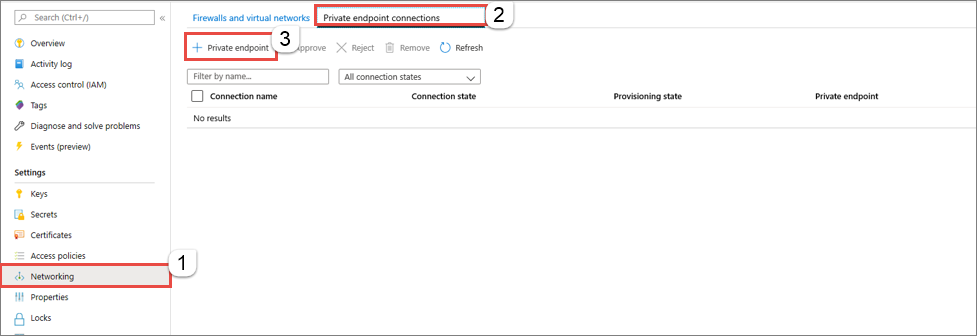 Search (Ctrl+/)
«
Overview
Activity log
Access control (IAM)
Tags
Diagnose and solve problems
Events (preview)
Settings
Keys
Secrets
Certificates
Access policies
Networking
1
Properties
Locks
Firewalls and virtual networks Private endpoint connections 2
+ Private endpoint 3 Approve Reject Remove Refresh
Filter by name... All connection states
Connection name Connection state Provisioning state Private endpoint
No results